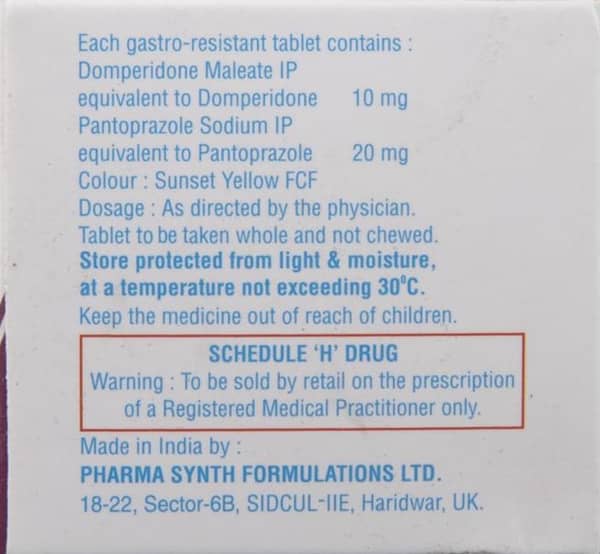 Each gastro-resistant tablet contains :
Domperidone Maleate IP
equivalent to Domperidone 10 mg
Pantoprazole Sodium IP
equivalent to Pantoprazole 20 mg
Colour : Sunset Yellow FCF
Dosage : As directed by the physician.
Tablet to be taken whole and not chewed.
Store protected from light & moisture,
at a temperature not exceeding 30⁰C.
Keep the medicine out of reach of children.
SCHEDULE ‘H’ DRUG
Warning : To be sold by retail on the prescription
of a Registered Medical Practitioner only.
Made in India by :
PHARMA SYNTH FORMULATIONS LTD.
18-22, Sector-6B, SIDCUL-IIE, Haridwar, UK.